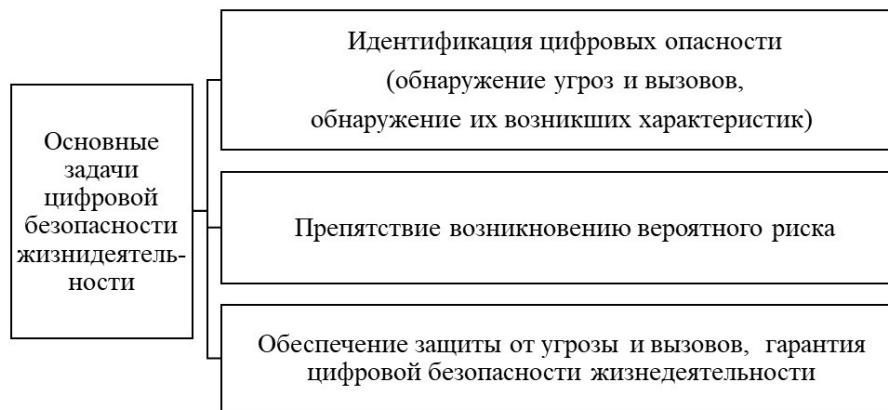 Основные
задачи
цифровой
безопасности
жизнидеятель-
ности
Идентификация цифровых опасности
(обнаружение угроз и вызовов,
обнаружение их возникших характеристик)
Препятствие возникновению вероятного риска
Обеспечение защиты от угрозы и вызовов, гарантия
цифровой безопасности жизнедеятельности